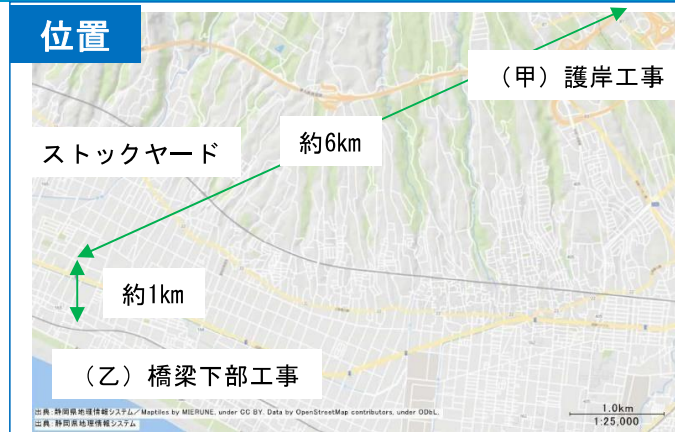 位置
（甲）護岸工事
約6km
ストックヤード
約1km
（乙）橋梁下部工事
出典：静岡県地理情報システム／Maptiles by MIERUNE, under CC BY. Data by OpenStreetMap contributors, under ODbL.
出典：静岡県地理情報システム
1.0km
1:25,000